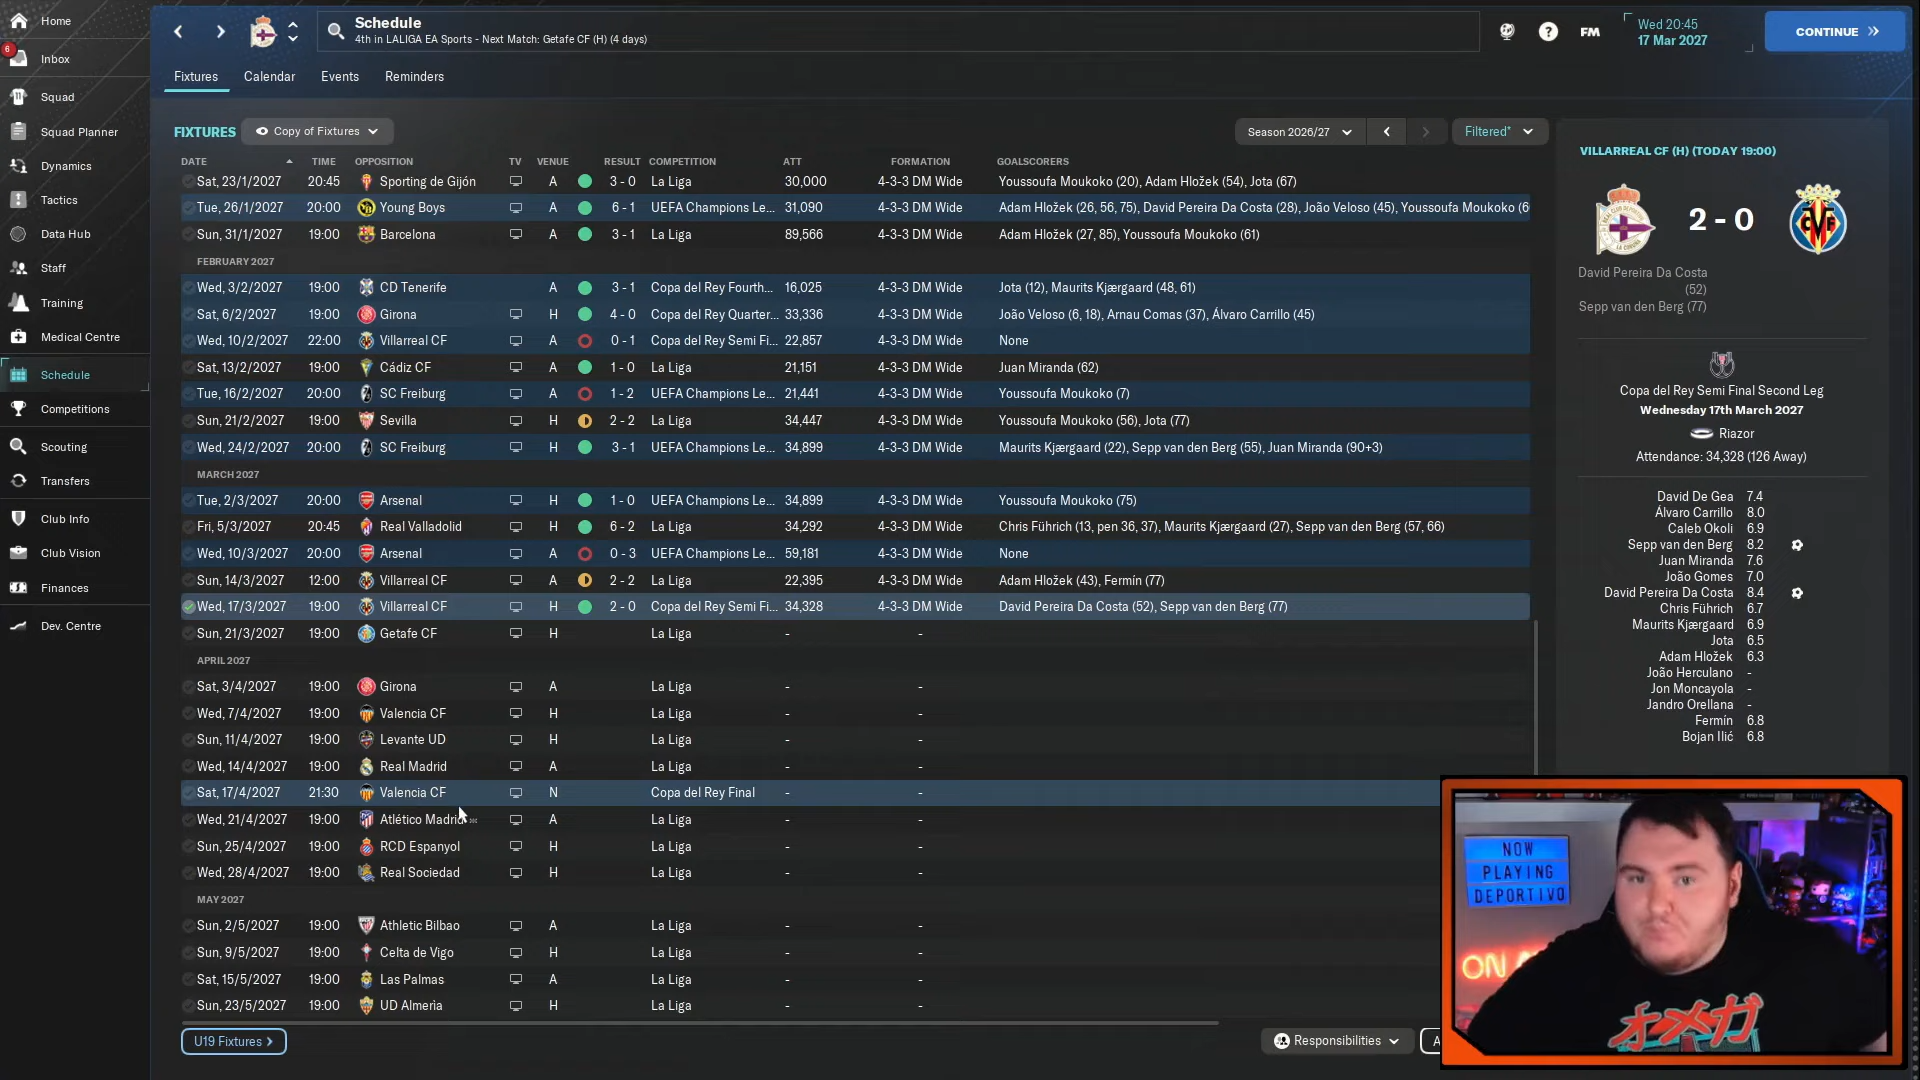 Home
6
Inbox
Squad
Squad Planner
Dynamics
Tactics
Data Hub
Staff
Training
Medical Centre
Schedule
Competitions
Scouting
Transfers
Club Info
Club Vision
Finances
Dev. Centre
Schedule
4th in LALIGA EA Sports - Next Match: Getafe CF (H) (4 days)
?
FM
Wed 20:45
17 Mar 2027
CONTINUE
Fixtures Calendar Events Reminders
FIXTURES Copy of Fixtures Season 2026/27 Filtered*
DATE TIME OPPOSITION TV VENUE RESULT COMPETITION ATT FORMATION GOALSCORERS
Sat, 23/1/2027 20:45 Sporting de Gijón A 3 - 0 La Liga 30,000 4-3-3 DM Wide Youssoufa Moukoko (20), Adam Hložek (54), Jota (67)
Tue, 26/1/2027 20:00 Young Boys A 6 - 1 UEFA Champions Le... 31,090 4-3-3 DM Wide Adam Hložek (26, 56, 75), David Pereira Da Costa (28), João Veloso (45), Youssoufa Moukoko (6
Sun, 31/1/2027 19:00 Barcelona A 3 - 1 La Liga 89,566 4-3-3 DM Wide Adam Hložek (27, 85), Youssoufa Moukoko (61)
FEBRUARY 2027
Wed, 3/2/2027 19:00 CD Tenerife A 3 - 1 Copa del Rey Fourth... 16,025 4-3-3 DM Wide Jota (12), Maurits Kjærgaard (48, 61)
Sat, 6/2/2027 19:00 Girona H 4 - 0 Copa del Rey Quarter... 33,336 4-3-3 DM Wide João Veloso (6, 18), Arnau Comas (37), Álvaro Carrillo (45)
Wed, 10/2/2027 22:00 Villarreal CF A 0 - 1 Copa del Rey Semi Fi... 22,857 4-3-3 DM Wide None
Sat, 13/2/2027 19:00 Cádiz CF A 1 - 0 La Liga 21,151 4-3-3 DM Wide Juan Miranda (62)
Tue, 16/2/2027 20:00 SC Freiburg A 1 - 2 UEFA Champions Le... 21,441 4-3-3 DM Wide Youssoufa Moukoko (7)
Sun, 21/2/2027 19:00 Sevilla H 2 - 2 La Liga 34,447 4-3-3 DM Wide Youssoufa Moukoko (56), Jota (77)
Wed, 24/2/2027 20:00 SC Freiburg H 3 - 1 UEFA Champions Le... 34,899 4-3-3 DM Wide Maurits Kjærgaard (22), Sepp van den Berg (55), Juan Miranda (90+3)
MARCH 2027
Tue, 2/3/2027 20:00 Arsenal H 1 - 0 UEFA Champions Le... 34,899 4-3-3 DM Wide Youssoufa Moukoko (75)
Fri, 5/3/2027 20:45 Real Valladolid H 6 - 2 La Liga 34,292 4-3-3 DM Wide Chris Führich (13, pen 36, 37), Maurits Kjærgaard (27), Sepp van den Berg (57, 66)
Wed, 10/3/2027 20:00 Arsenal A 0 - 3 UEFA Champions Le... 59,181 4-3-3 DM Wide None
Sun, 14/3/2027 12:00 Villarreal CF A 2 - 2 La Liga 22,395 4-3-3 DM Wide Adam Hložek (43), Fermín (77)
Wed, 17/3/2027 19:00 Villarreal CF H 2 - 0 Copa del Rey Semi Fi... 34,328 4-3-3 DM Wide David Pereira Da Costa (52), Sepp van den Berg (77)
Sun, 21/3/2027 19:00 Getafe CF H La Liga - -
APRIL 2027
Sat, 3/4/2027 19:00 Girona A La Liga - -
Wed, 7/4/2027 19:00 Valencia CF H La Liga - -
Sun, 11/4/2027 19:00 Levante UD H La Liga - -
Wed, 14/4/2027 19:00 Real Madrid A La Liga - -
Sat, 17/4/2027 21:30 Valencia CF N Copa del Rey Final - -
Wed, 21/4/2027 19:00 Atlético Madrid A La Liga - -
Sun, 25/4/2027 19:00 RCD Espanyol H La Liga - -
Wed, 28/4/2027 19:00 Real Sociedad H La Liga - -
MAY 2027
Sun, 2/5/2027 19:00 Athletic Bilbao A La Liga - -
Sun, 9/5/2027 19:00 Celta de Vigo H La Liga - -
Sat, 15/5/2027 19:00 Las Palmas A La Liga - -
Sun, 23/5/2027 19:00 UD Almería H La Liga - -
U19 Fixtures Responsibilities A
VILLARREAL CF (H) (TODAY 19:00)
2 - 0
David Pereira Da Costa
(52)
Sepp van den Berg (77)
Copa del Rey Semi Final Second Leg
Wednesday 17th March 2027
Riazor
Attendance: 34,328 (126 Away)
David De Gea 7.4
Álvaro Carrillo 8.0
Caleb Okoli 6.9
Sepp van den Berg 8.2
Juan Miranda 7.6
João Gomes 7.0
David Pereira Da Costa 8.4
Chris Führich 6.7
Maurits Kjærgaard 6.9
Jota 6.5
Adam Hložek 6.3
João Herculano -
Jon Moncayola -
Jandro Orellana -
Fermín 6.8
Bojan Ilić 6.8
NOW
PLAYING
DEPORTIVO
ON A
オメガ